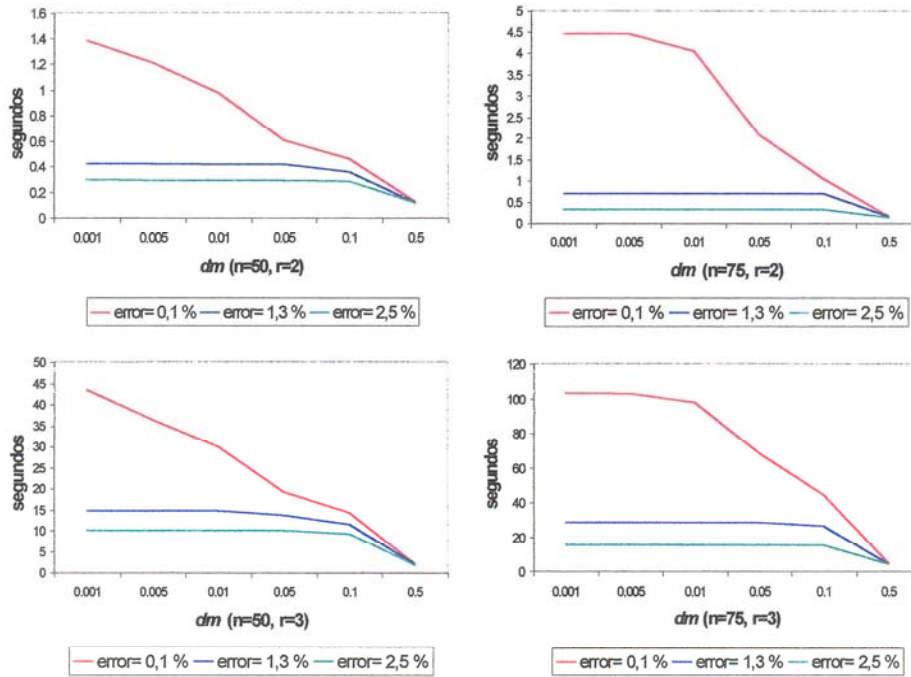 segundos
1.6
1.4
1.2
1
0.8
0.6
0.4
0.2
0
0.001 0.005 0.01 0.05 0.1 0.5
dm (n=50, r=2)
error= 0,1 % error= 1,3 % error= 2,5 %
segundos
5
4.5
4
3.5
3
2.5
2
1.5
1
0.5
0
0.001 0.005 0.01 0.05 0.1 0.5
dm (n=75, r=2)
error= 0,1 % error= 1,3 % error= 2,5 %
segundos
50
45
40
35
30
25
20
15
10
5
0
0.001 0.005 0.01 0.05 0.1 0.5
dm (n=50, r=3)
error= 0,1 % error= 1,3 % error= 2,5 %
segundos
120
100
80
60
40
20
0
0.001 0.005 0.01 0.05 0.1 0.5
dm (n=75, r=3)
error= 0,1 % error= 1,3 % error= 2,5 %